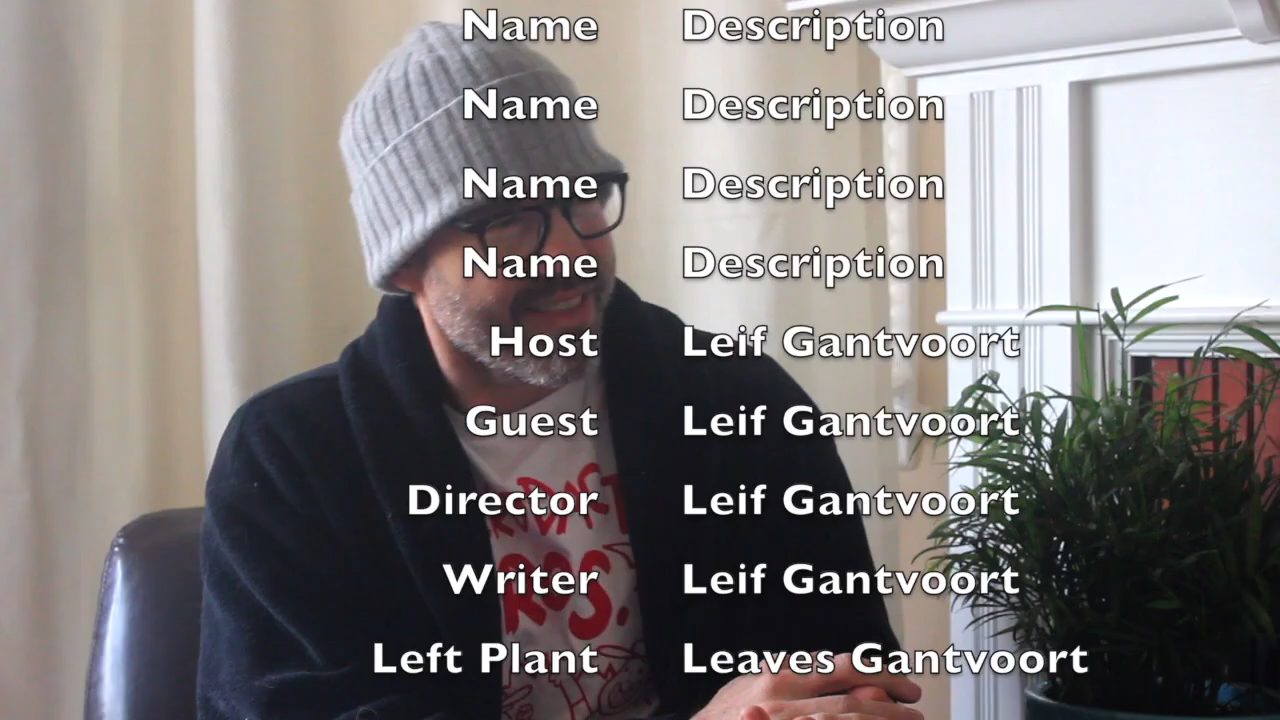 Name Description
Name Description
Name Description
Name Description
Host Leif Gantvoort
Guest Leif Gantvoort
Director Leif Gantvoort
Writer Leif Gantvoort
Left Plant Leaves Gantvoort